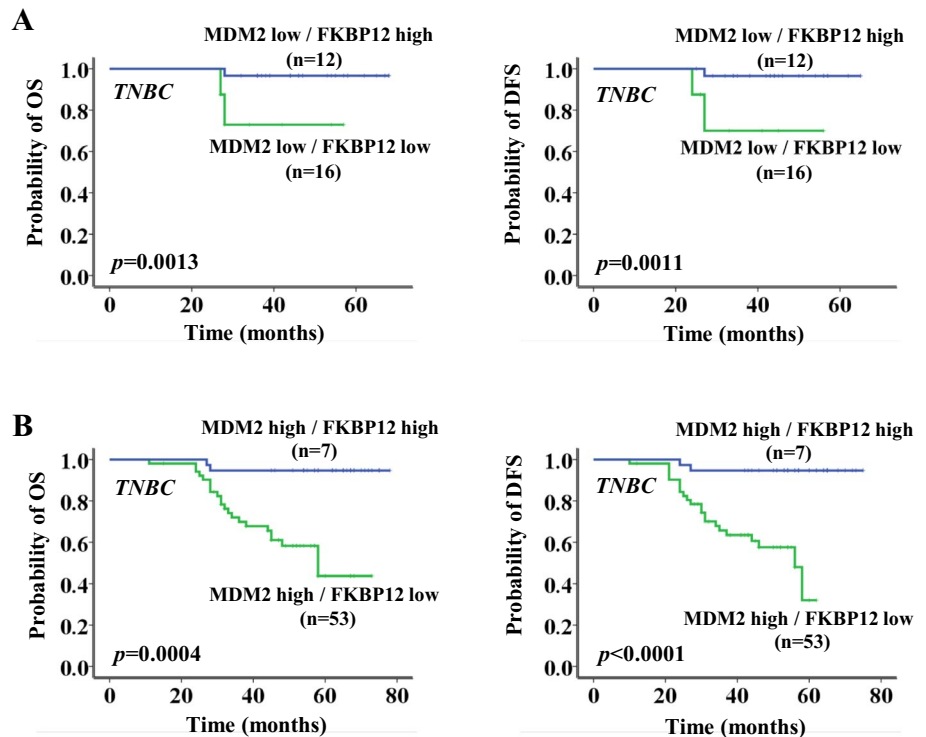 A
MDM2 low / FKBP12 high
(n=12)
1.0
0.8
0.6
0.4
0.2
0.0
Probability of OS
TNBC
MDM2 low / FKBP12 low
(n=16)
p=0.0013
0 20 40 60
Time (months)
MDM2 low / FKBP12 high
(n=12)
1.0
0.8
0.6
0.4
0.2
0.0
Probability of DFS
TNBC
MDM2 low / FKBP12 low
(n=16)
p=0.0011
0 20 40 60
Time (months)
B
MDM2 high / FKBP12 high
(n=7)
1.0
0.8
0.6
0.4
0.2
0.0
Probability of OS
TNBC
MDM2 high / FKBP12 low
(n=53)
p=0.0004
0 20 40 60 80
Time (months)
MDM2 high / FKBP12 high
(n=7)
1.0
0.8
0.6
0.4
0.2
0.0
Probability of DFS
TNBC
MDM2 high / FKBP12 low
(n=53)
p<0.0001
0 20 40 60 80
Time (months)